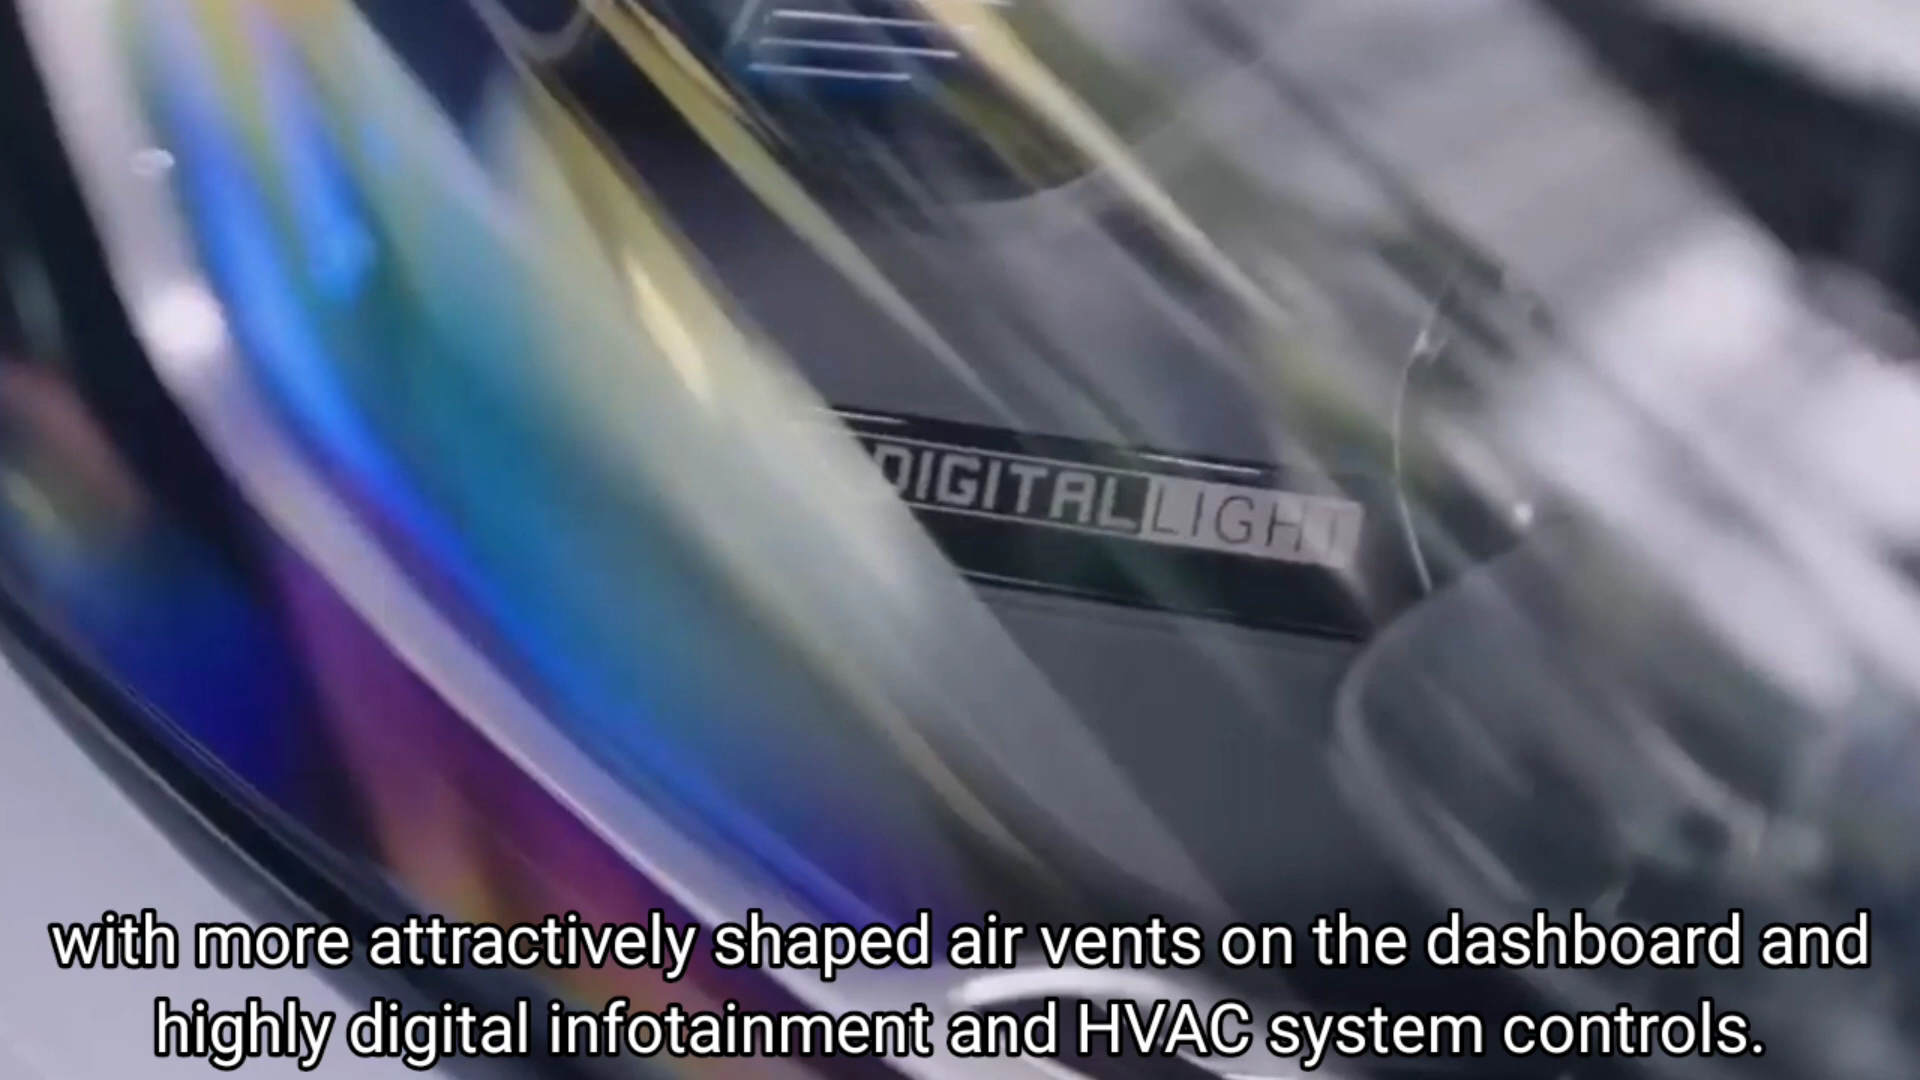 DIGITAL LIGHT
with more attractively shaped air vents on the dashboard and
highly digital infotainment and HVAC system controls.